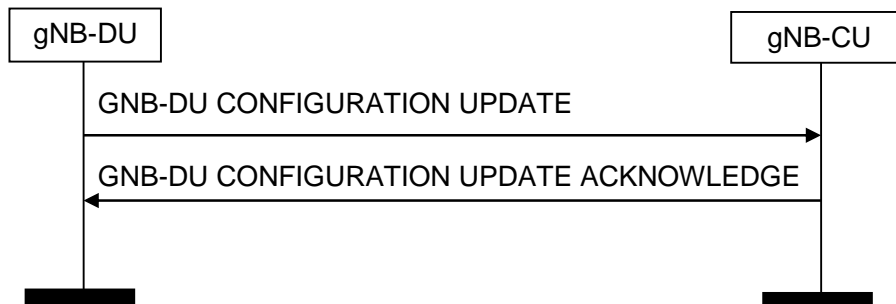 gNB-DU
gNB-CU
GNB-DU CONFIGURATION UPDATE
GNB-DU CONFIGURATION UPDATE ACKNOWLEDGE